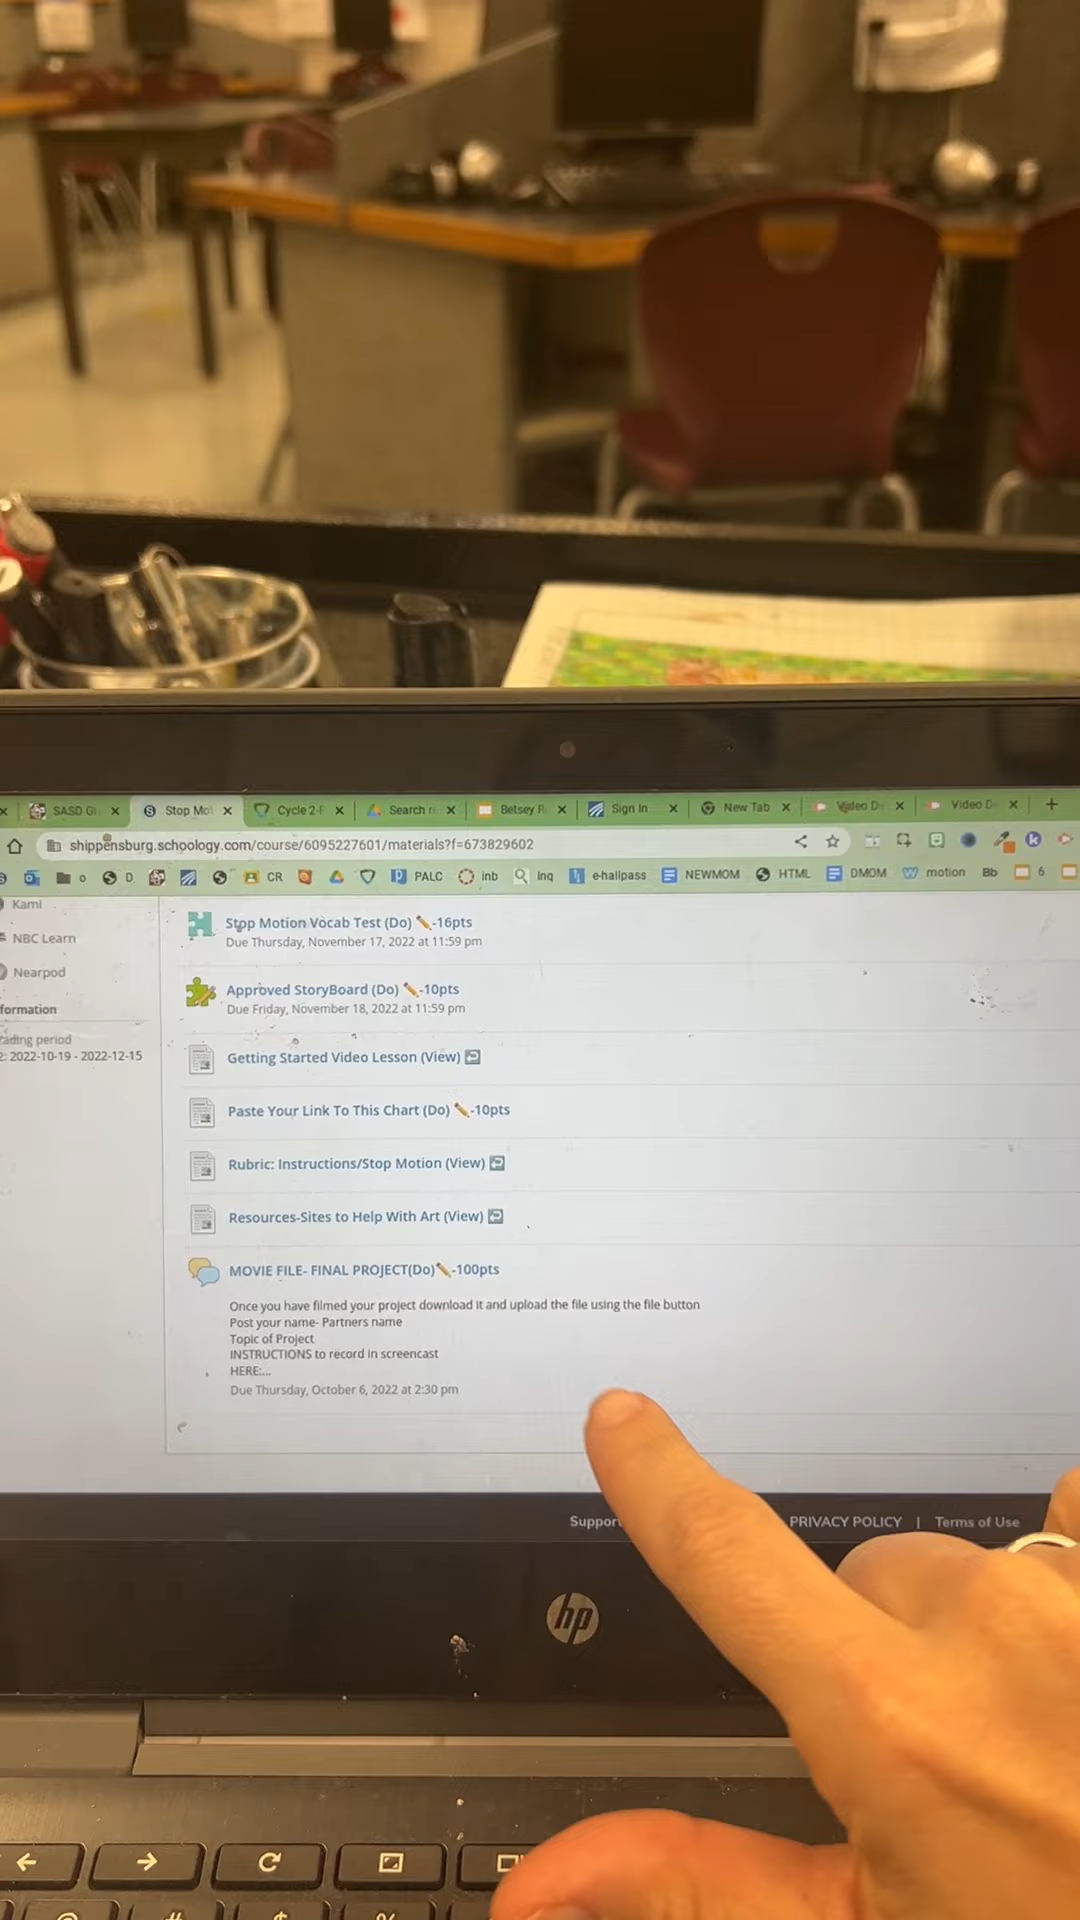 SASD Gi
Stop Mot
Cycle 2-F
Search r
Betsey R
Sign In
New Tab
Video D
Video D
shippensburg.schoology.com/course/6095227601/materials?f=673829602
o
D
CR
PALC
inb
Inq
e-hallpass
NEWMOM
HTML
DMOM
motion
Bb
6
Kami
NBC Learn
Nearpod
formation
ading period
2: 2022-10-19 - 2022-12-15
Stop Motion Vocab Test (Do) ✏️-16pts
Due Thursday, November 17, 2022 at 11:59 pm
Approved StoryBoard (Do) ✏️-10pts
Due Friday, November 18, 2022 at 11:59 pm
Getting Started Video Lesson (View) ↩️
Paste Your Link To This Chart (Do) ✏️-10pts
Rubric: Instructions/Stop Motion (View) ↩️
Resources-Sites to Help With Art (View) ↩️
MOVIE FILE- FINAL PROJECT(Do)✏️-100pts
Once you have filmed your project download it and upload the file using the file button
Post your name- Partners name
Topic of Project
INSTRUCTIONS to record in screencast
HERE:...
Due Thursday, October 6, 2022 at 2:30 pm
Suppor
PRIVACY POLICY | Terms of Use
hp